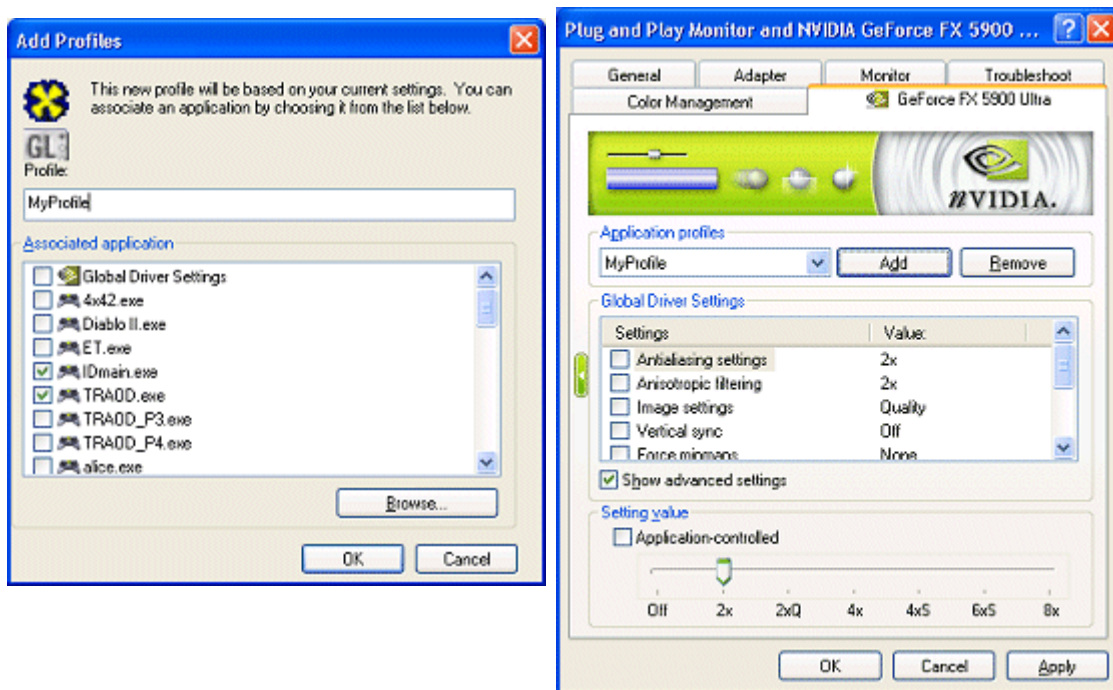 Add Profiles
This new profile will be based on your current settings. You can
associate an application by choosing it from the list below.
GL
Profile:
MyProfile
Associated application
Global Driver Settings
4x42.exe
Diablo II.exe
ET.exe
IDmain.exe
TRAOD.exe
TRAOD_P3.exe
TRAOD_P4.exe
alice.exe
Browse...
OK Cancel
Plug and Play Monitor and NVIDIA GeForce FX 5900 ...
General Adapter Monitor Troubleshoot
Color Management GeForce FX 5900 Ultra
nVIDIA.
Application profiles
MyProfile Add Remove
Global Driver Settings
Settings Value:
Antialiasing settings 2x
Anisotropic filtering 2x
Image settings Quality
Vertical sync Off
Force mipmaps None
Show advanced settings
Setting value
Application-controlled
Off 2x 2xQ 4x 4xS 6xS 8x
OK Cancel Apply